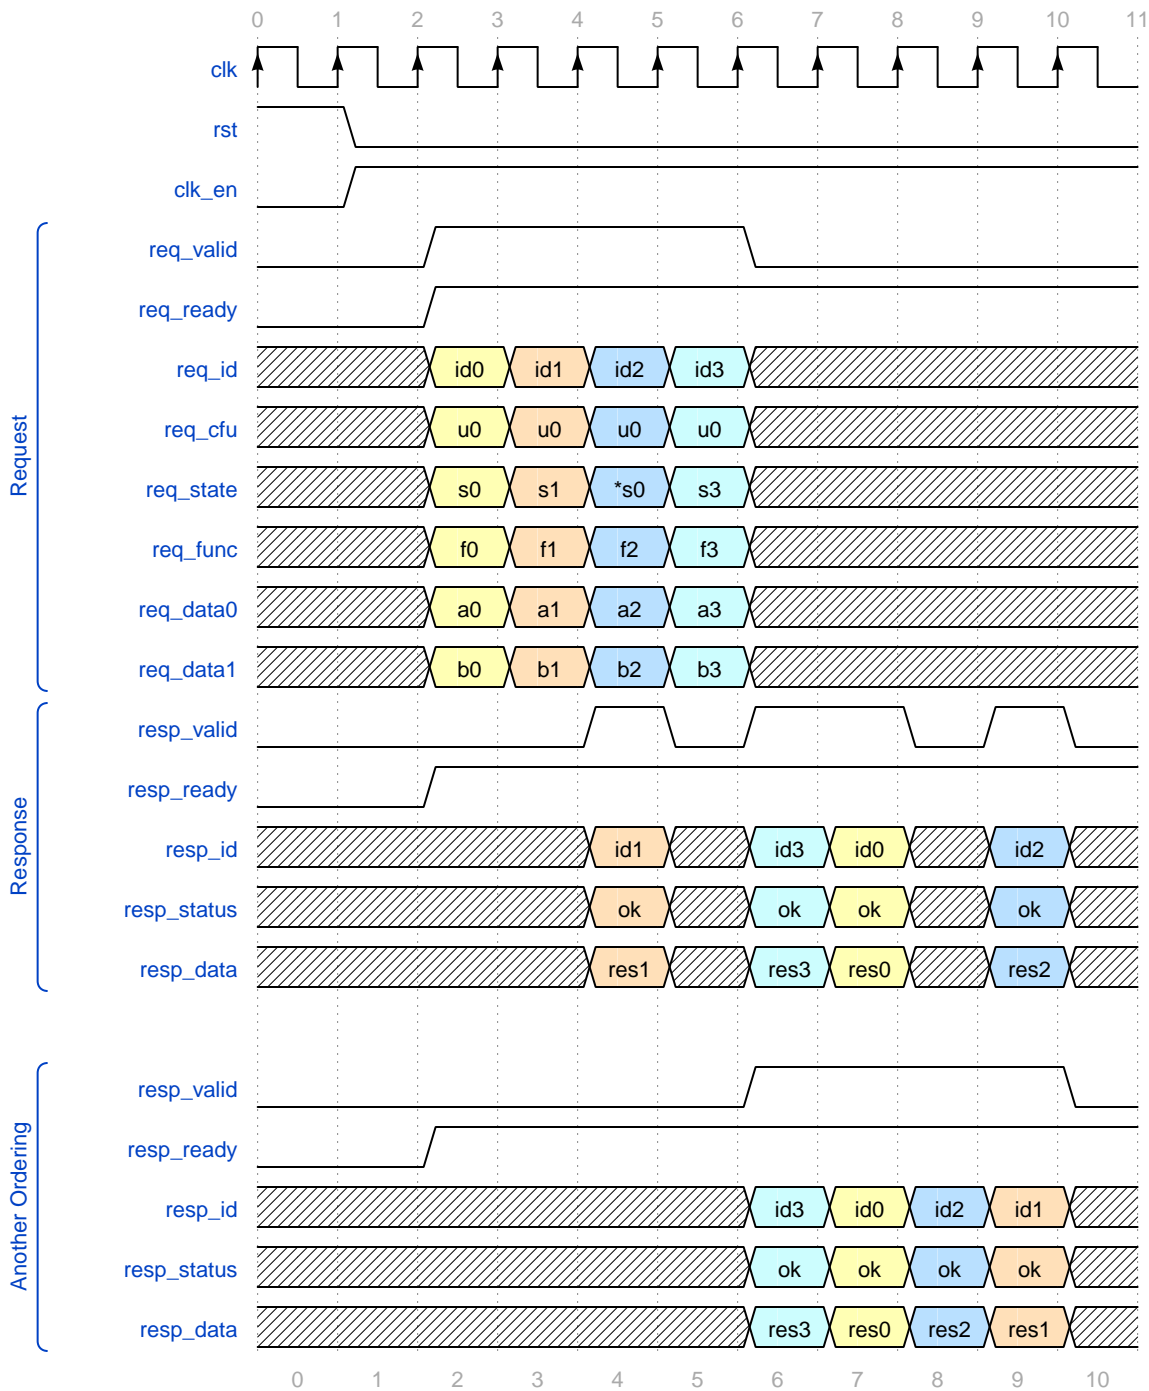 0 1 2 3 4 5 6 7 8 9 10 11
clk
rst
clk_en
Request
req_valid
req_ready
req_id id0 id1 id2 id3
req_cfu u0 u0 u0 u0
req_state s0 s1 *s0 s3
req_func f0 f1 f2 f3
req_data0 a0 a1 a2 a3
req_data1 b0 b1 b2 b3
Response
resp_valid
resp_ready
resp_id id1 id3 id0 id2
resp_status ok ok ok ok
resp_data res1 res3 res0 res2
Another Ordering
resp_valid
resp_ready
resp_id id3 id0 id2 id1
resp_status ok ok ok ok
resp_data res3 res0 res2 res1
0 1 2 3 4 5 6 7 8 9 10